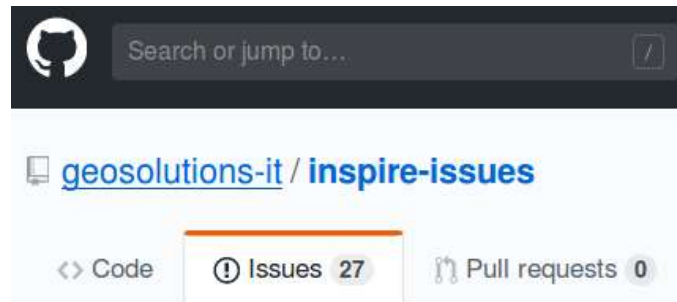 Search or jump to... /
geosolutions-it / inspire-issues
<> Code Issues 27 Pull requests 0